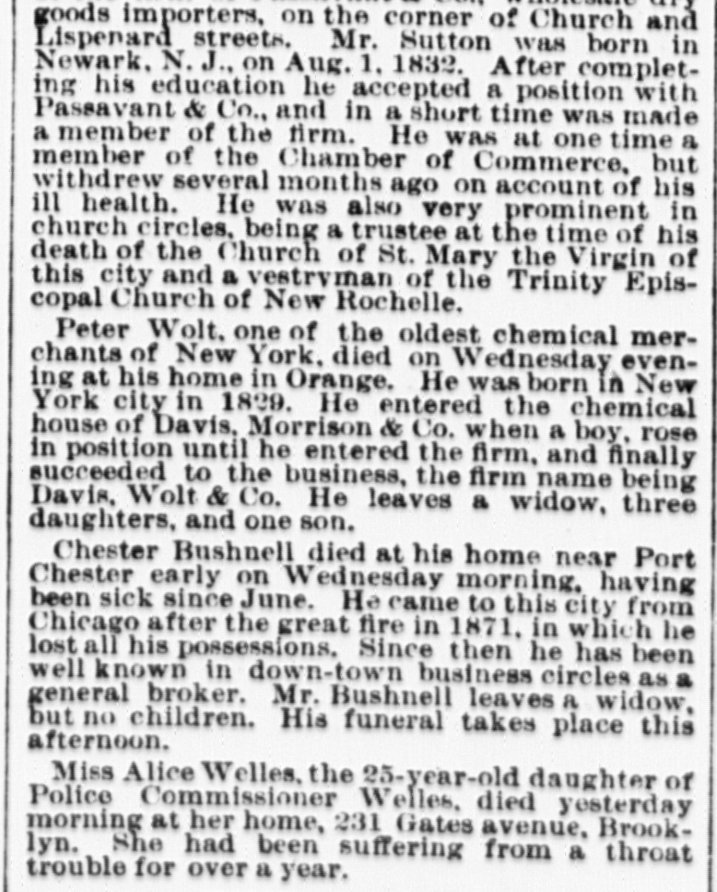 goods importers, on the corner of Church and
Lispenard streets. Mr. Sutton was born in
Newark, N. J., on Aug. 1, 1832. After complet-
ing his education he accepted a position with
Passavant & Co., and in a short time was made
a member of the firm. He was at one time a
member of the Chamber of Commerce, but
withdrew several months ago on account of his
ill health. He was also very prominent in
church circles, being a trustee at the time of his
death of the Church of St. Mary the Virgin of
this city and a vestryman of the Trinity Epis-
copal Church of New Rochelle.
Peter Wolt, one of the oldest chemical mer-
chants of New York, died on Wednesday even-
ing at his home in Orange. He was born in New
York city in 1829. He entered the chemical
house of Davis, Morrison & Co. when a boy, rose
in position until he entered the firm, and finally
succeeded to the business, the firm name being
Davis, Wolt & Co. He leaves a widow, three
daughters, and one son.
Chester Bushnell died at his home near Port
Chester early on Wednesday morning, having
been sick since June. He came to this city from
Chicago after the great fire in 1871, in which he
lost all his possessions. Since then he has been
well known in down-town business circles as a
general broker. Mr. Bushnell leaves a widow,
but no children. His funeral takes place this
afternoon.
Miss Alice Welles, the 25-year-old daughter of
Police Commissioner Welles, died yesterday
morning at her home, 231 Gates avenue, Brook-
lyn. She had been suffering from a throat
trouble for over a year.